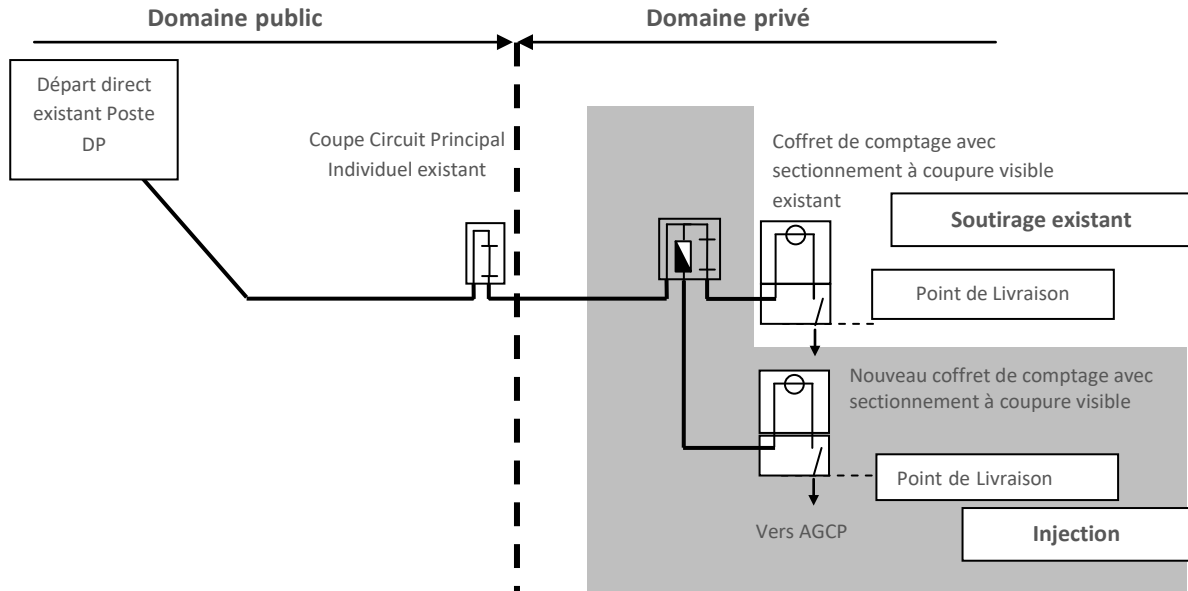 Domaine public
Domaine privé
Départ direct
existant Poste
DP
Coupe Circuit Principal
Individuel existant
Coffret de comptage avec
sectionnement à coupure visible
existant
Soutirage existant
Point de Livraison
Nouveau coffret de comptage avec
sectionnement à coupure visible
Point de Livraison
Vers AGCP
Injection